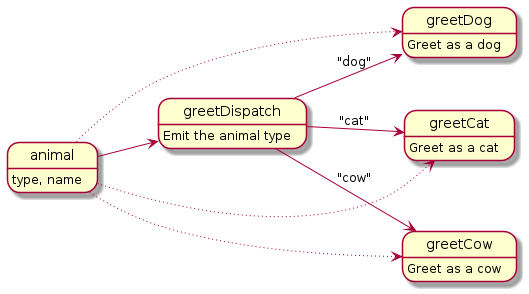 greetDog
Greet as a dog
"dog"
greetDispatch
Emit the animal type
"cat"
greetCat
Greet as a cat
animal
type, name
"cow"
greetCow
Greet as a cow